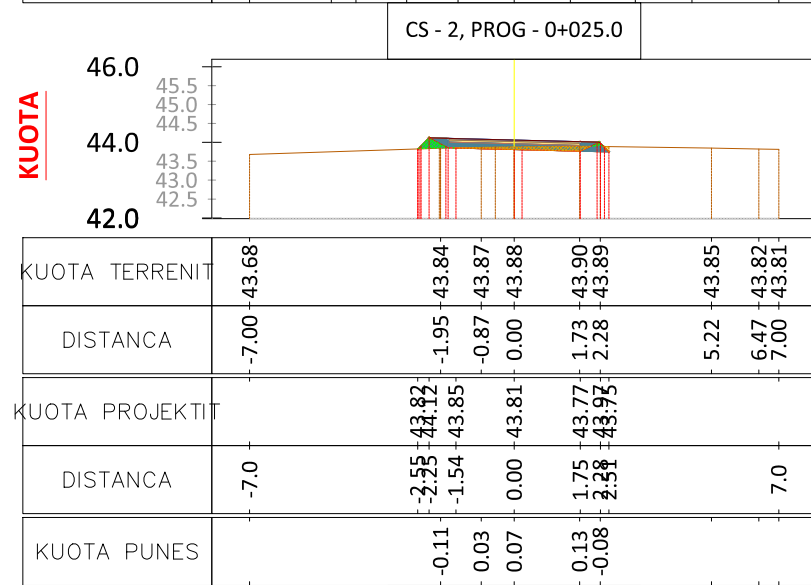 CS - 2, PROG - 0+025.0
KUOTA
46.0
45.5
45.0
44.5
44.0
43.5
43.0
42.5
42.0
KUOTA TERRENIT -43.68 -43.84 -43.87 -43.88 -43.90 -43.89 -43.85 -43.82 -43.81
DISTANCA -7.00 -1.95 -0.87 0.00 1.73 2.28 5.22 6.47 7.00
KUOTA PROJEKTIT 43.82 44.12 43.85 43.81 43.77 43.97 43.75
DISTANCA -7.0 -2.55 -2.25 -1.54 0.00 1.75 2.28 2.51 7.0
KUOTA PUNES -0.11 0.03 0.07 0.13 -0.08